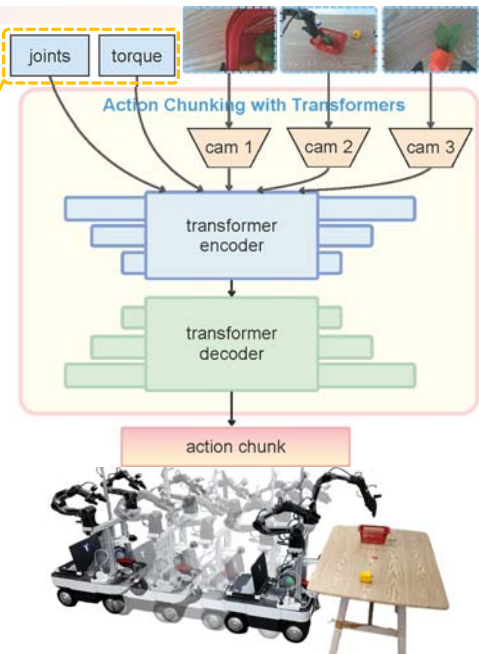 joints
torque
Action Chunking with Transformers
cam 1
cam 2
cam 3
transformer
encoder
transformer
decoder
action chunk